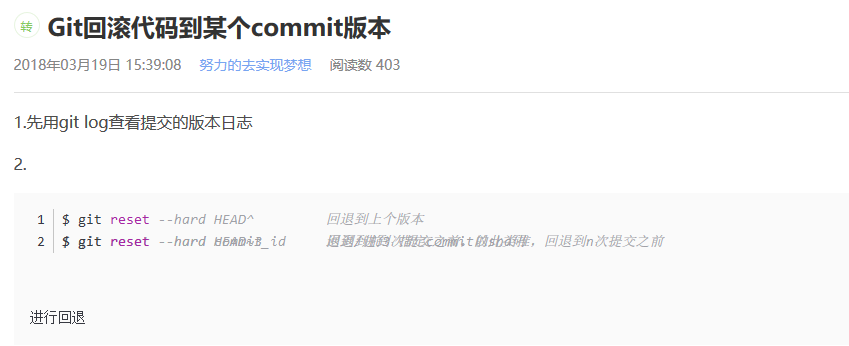 转 Git回滚代码到某个commit版本
2018年03月19日 15:39:08 努力的去实现梦想 阅读数 403
1.先用git log查看提交的版本日志
2.
1 $ git reset --hard HEAD^ 回退到上个版本
2 $ git reset --hard ，回退到n次提交之前
进行回退